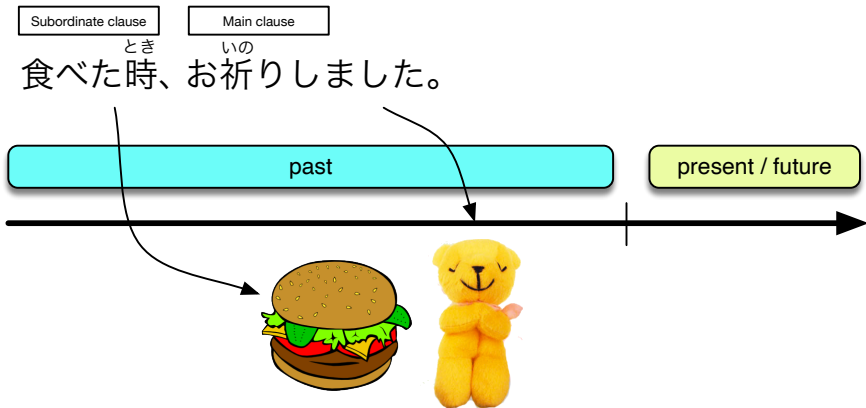 Subordinate clause
Main clause
とき
いの
食べた時、お祈りしました。
past
present / future